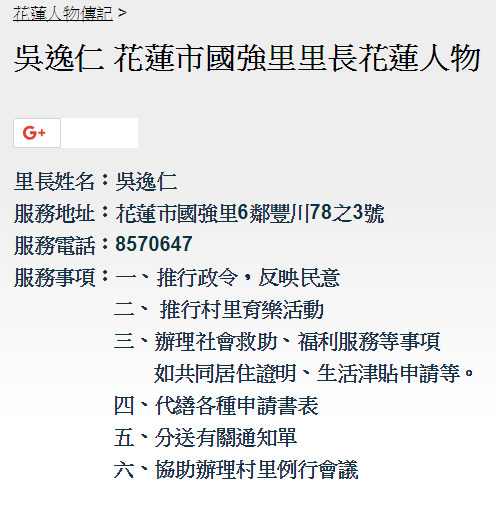 花蓮人物傳記 >
吳逸仁 花蓮市國強里里長花蓮人物
G+
里長姓名：吳逸仁
服務地址：花蓮市國強里6鄰豐川78之3號
服務電話：8570647
服務事項：一、推行政令，反映民意
二、 推行村里育樂活動
三、辦理社會救助、福利服務等事項
如共同居住證明、生活津貼申請等。
四、代繕各種申請書表
五、分送有關通知單
六、協助辦理村里例行會議